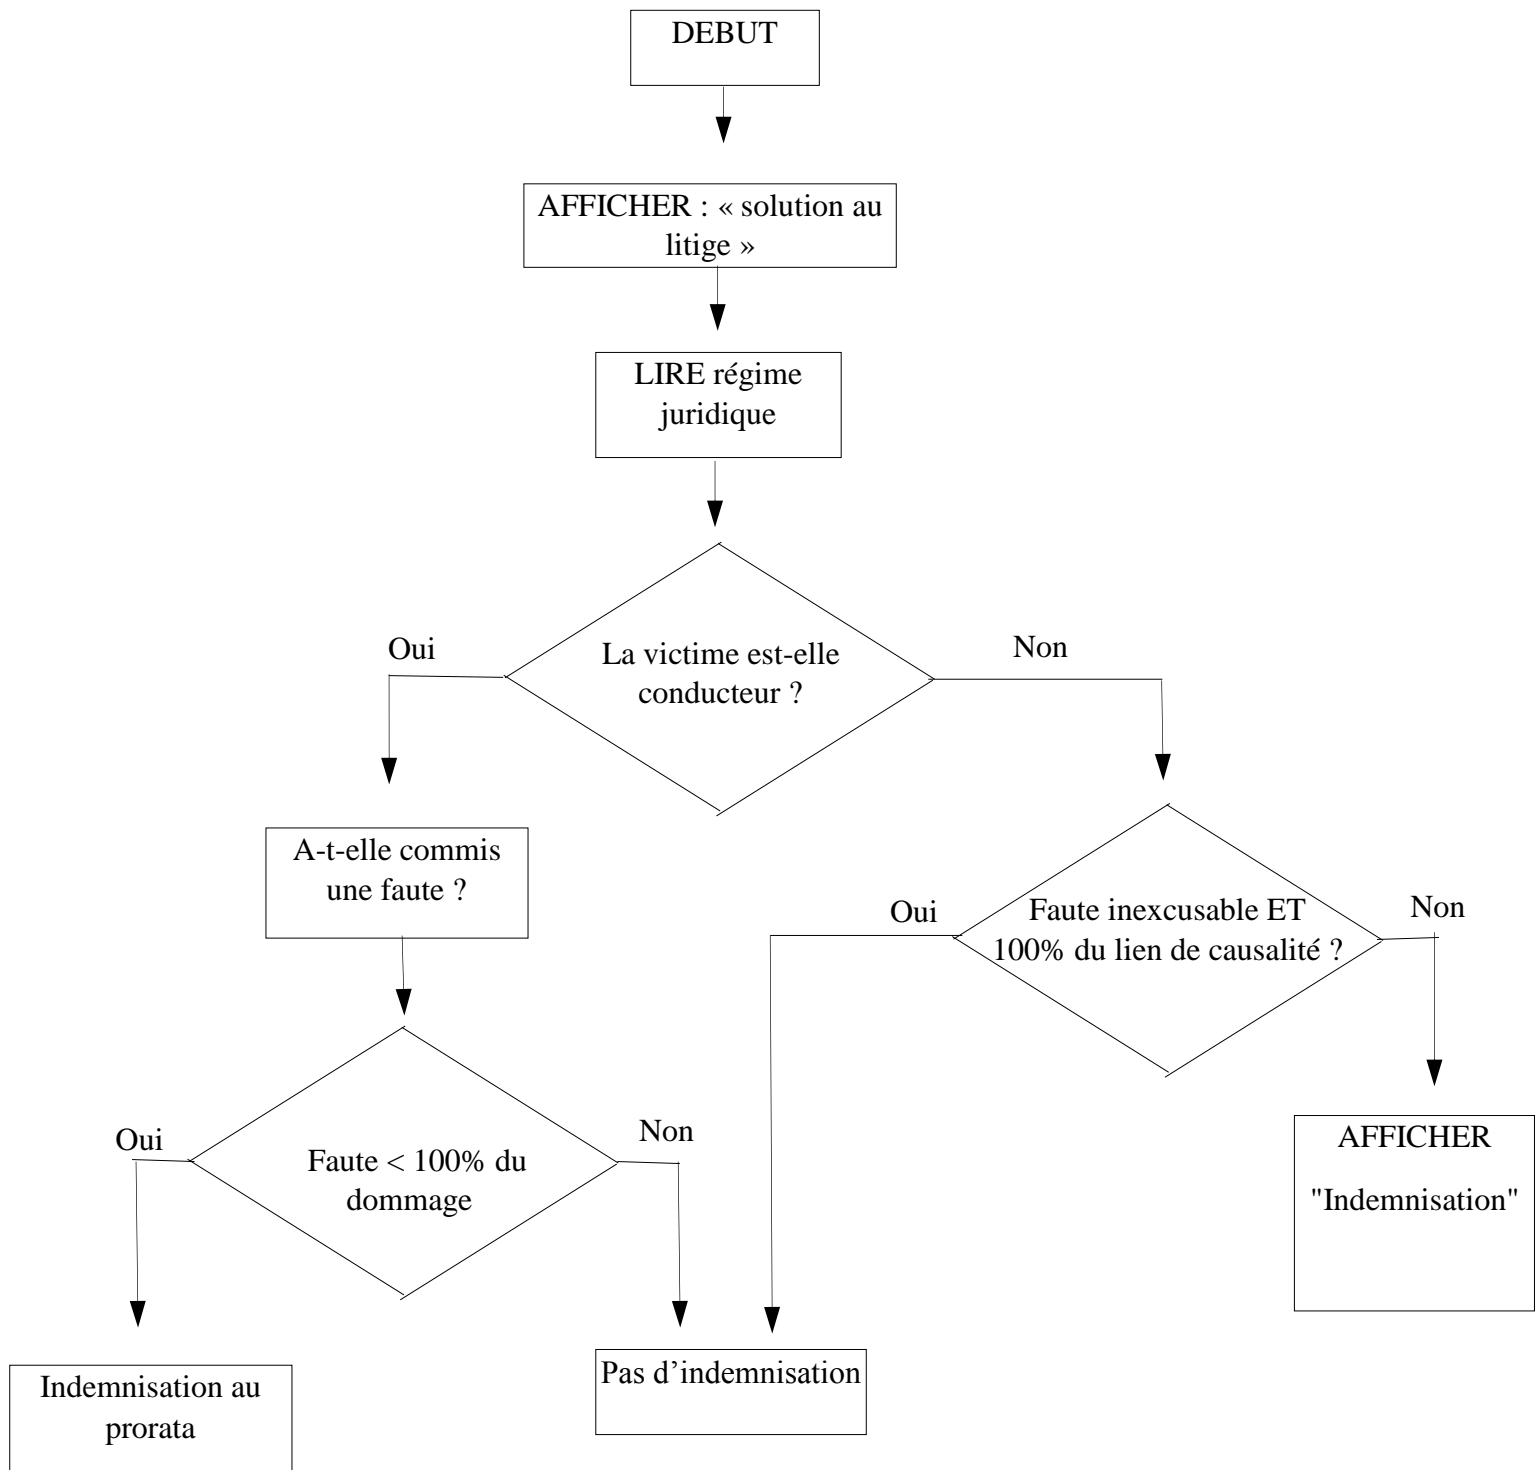 DEBUT
AFFICHER : « solution au
litige »
LIRE régime
juridique
La victime est-elle
conducteur ?
Oui
Non
A-t-elle commis
une faute ?
Faute inexcusable ET
100% du lien de causalité ?
Oui
Non
Faute < 100% du
dommage
Oui
Non
AFFICHER
"Indemnisation"
Pas d’indemnisation
Indemnisation au
prorata